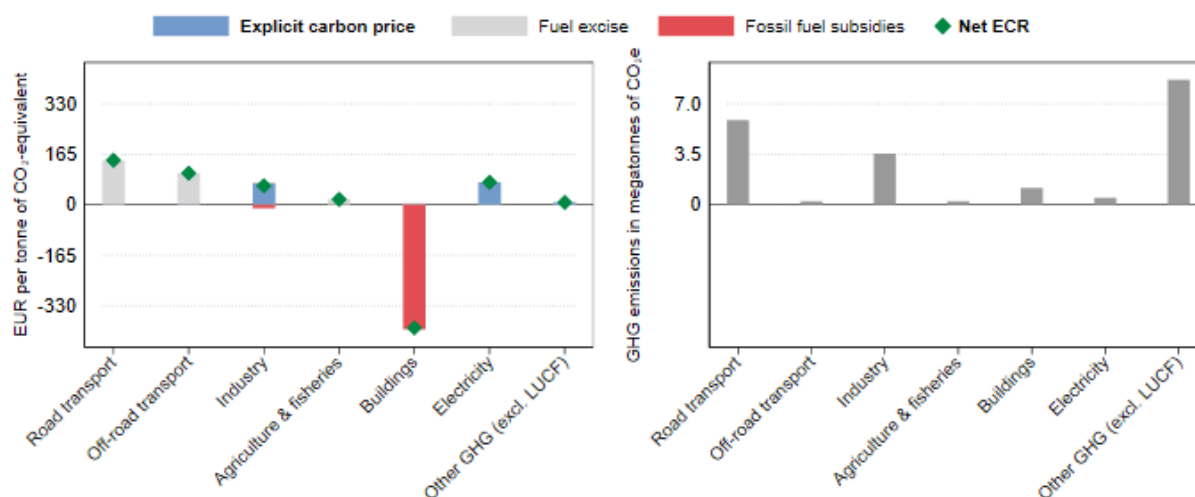 Explicit carbon price Fuel excise Fossil fuel subsidies Net ECR
EUR per tonne of CO₂-equivalent
330
165
0
-165
-330
Road transport
Off-road transport
Industry
Agriculture & fisheries
Buildings
Electricity
Other GHG (excl. LUCF)
GHG emissions in megatonnes of CO₂e
7.0
3.5
0
Road transport
Off-road transport
Industry
Agriculture & fisheries
Buildings
Electricity
Other GHG (excl. LUCF)